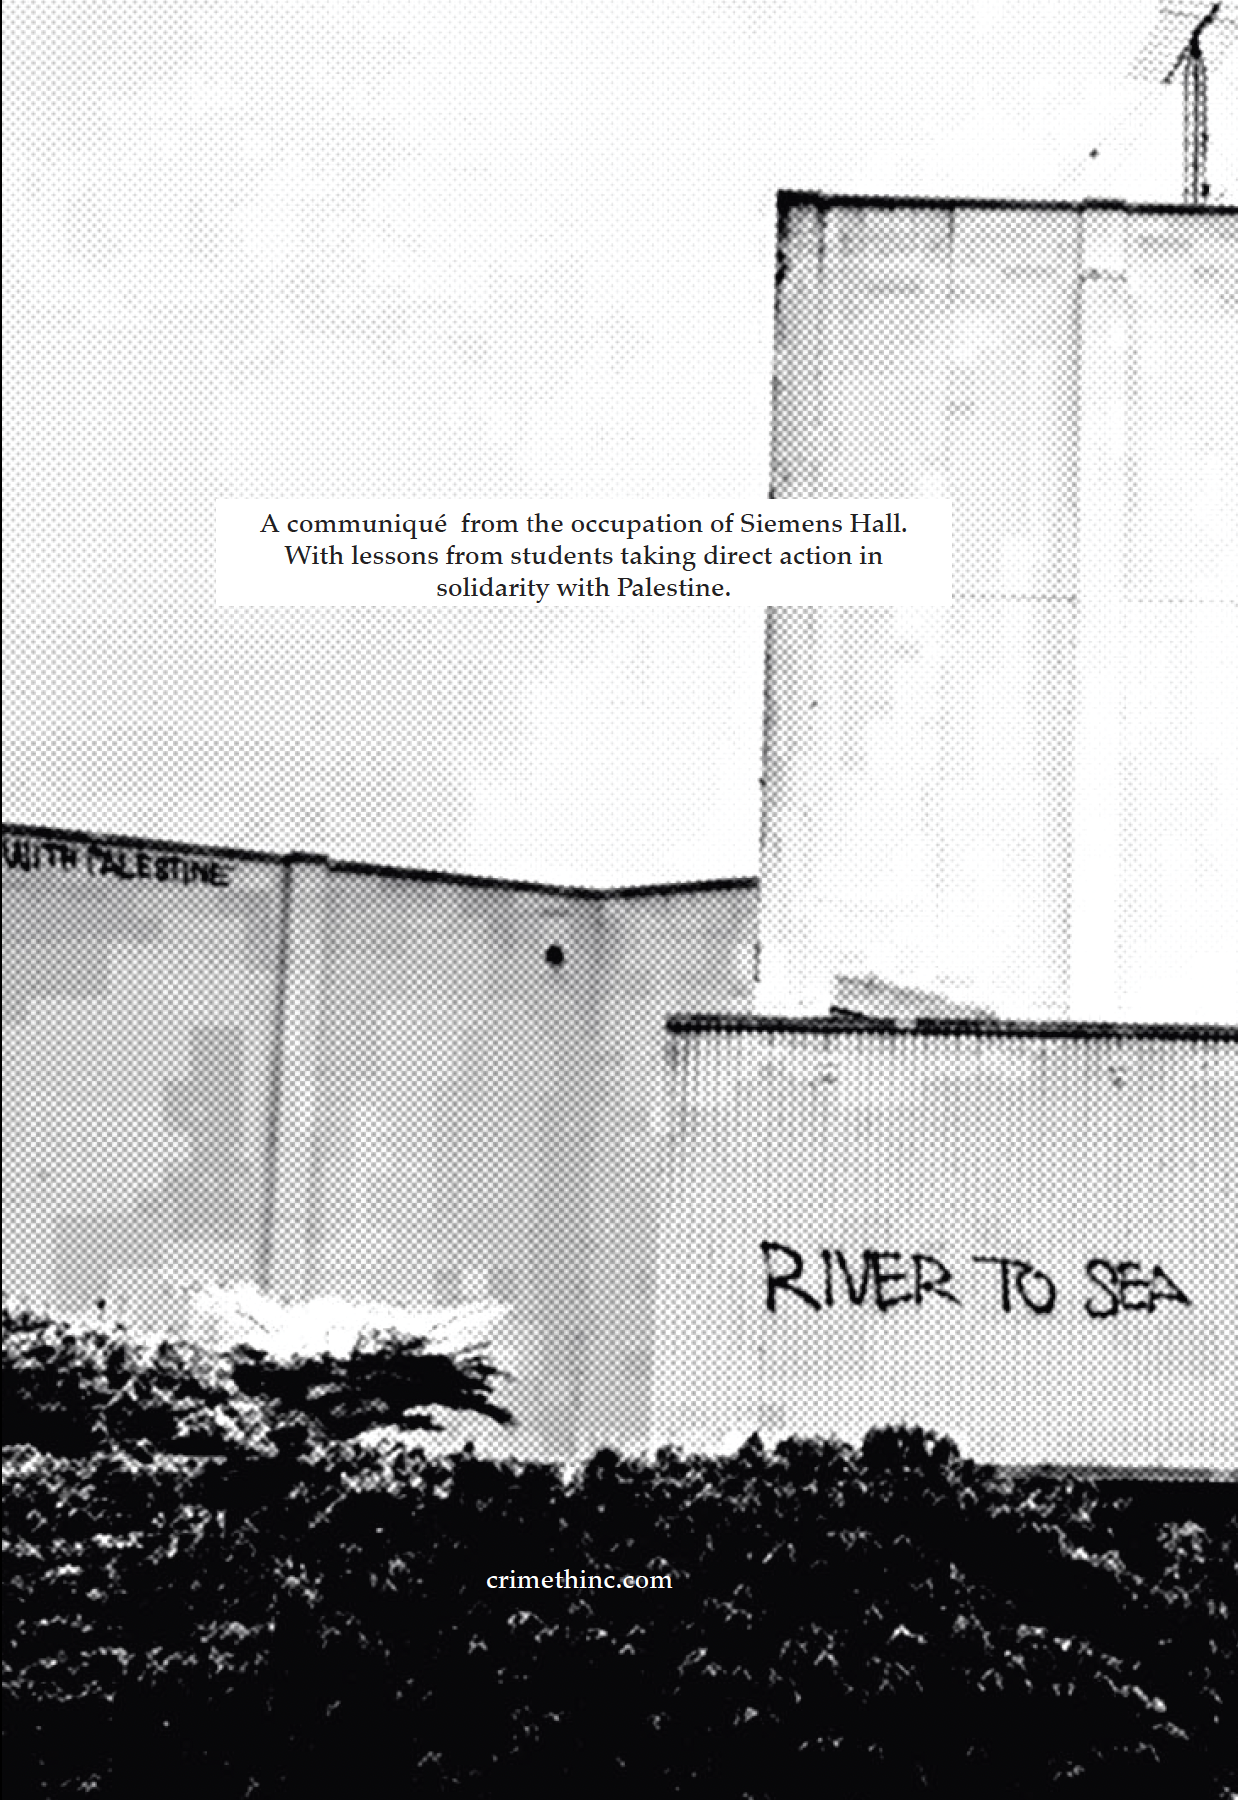 A communiqué from the occupation of Siemens Hall.
With lessons from students taking direct action in
solidarity with Palestine.
WITH PALESTINE
RIVER TO SEA
crimethinc.com